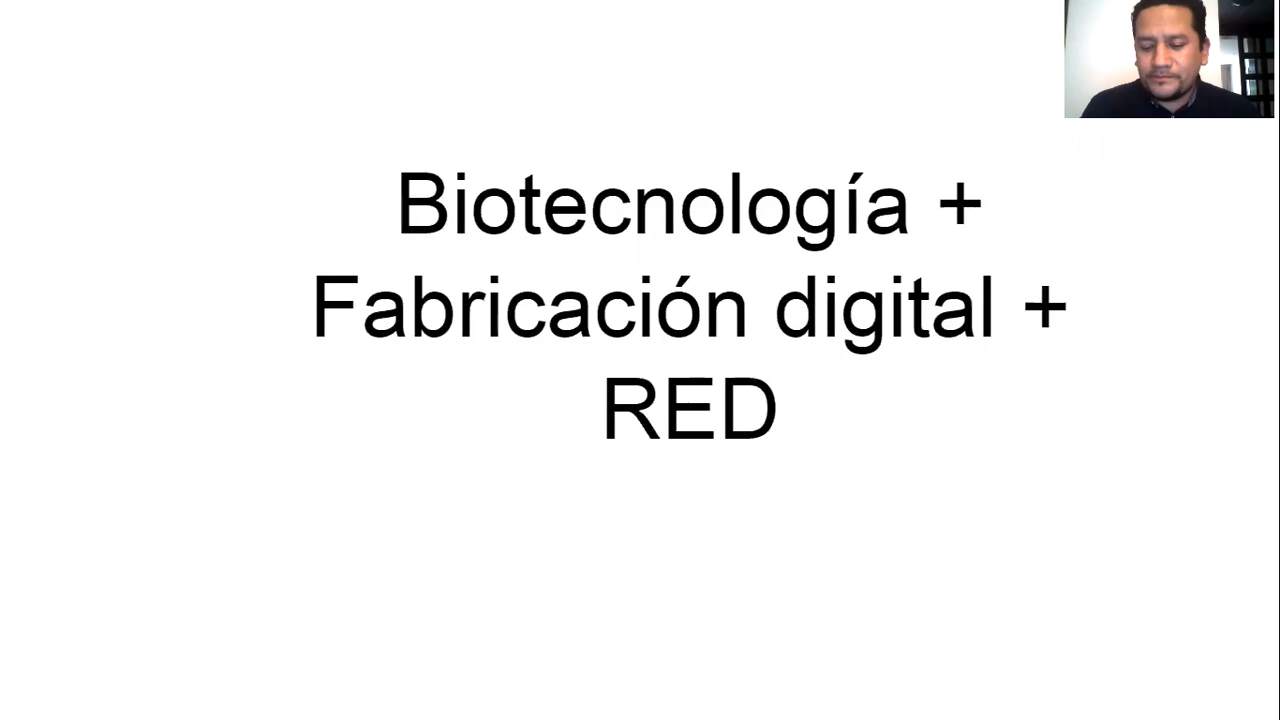 Biotecnología +
Fabricación digital +
RED